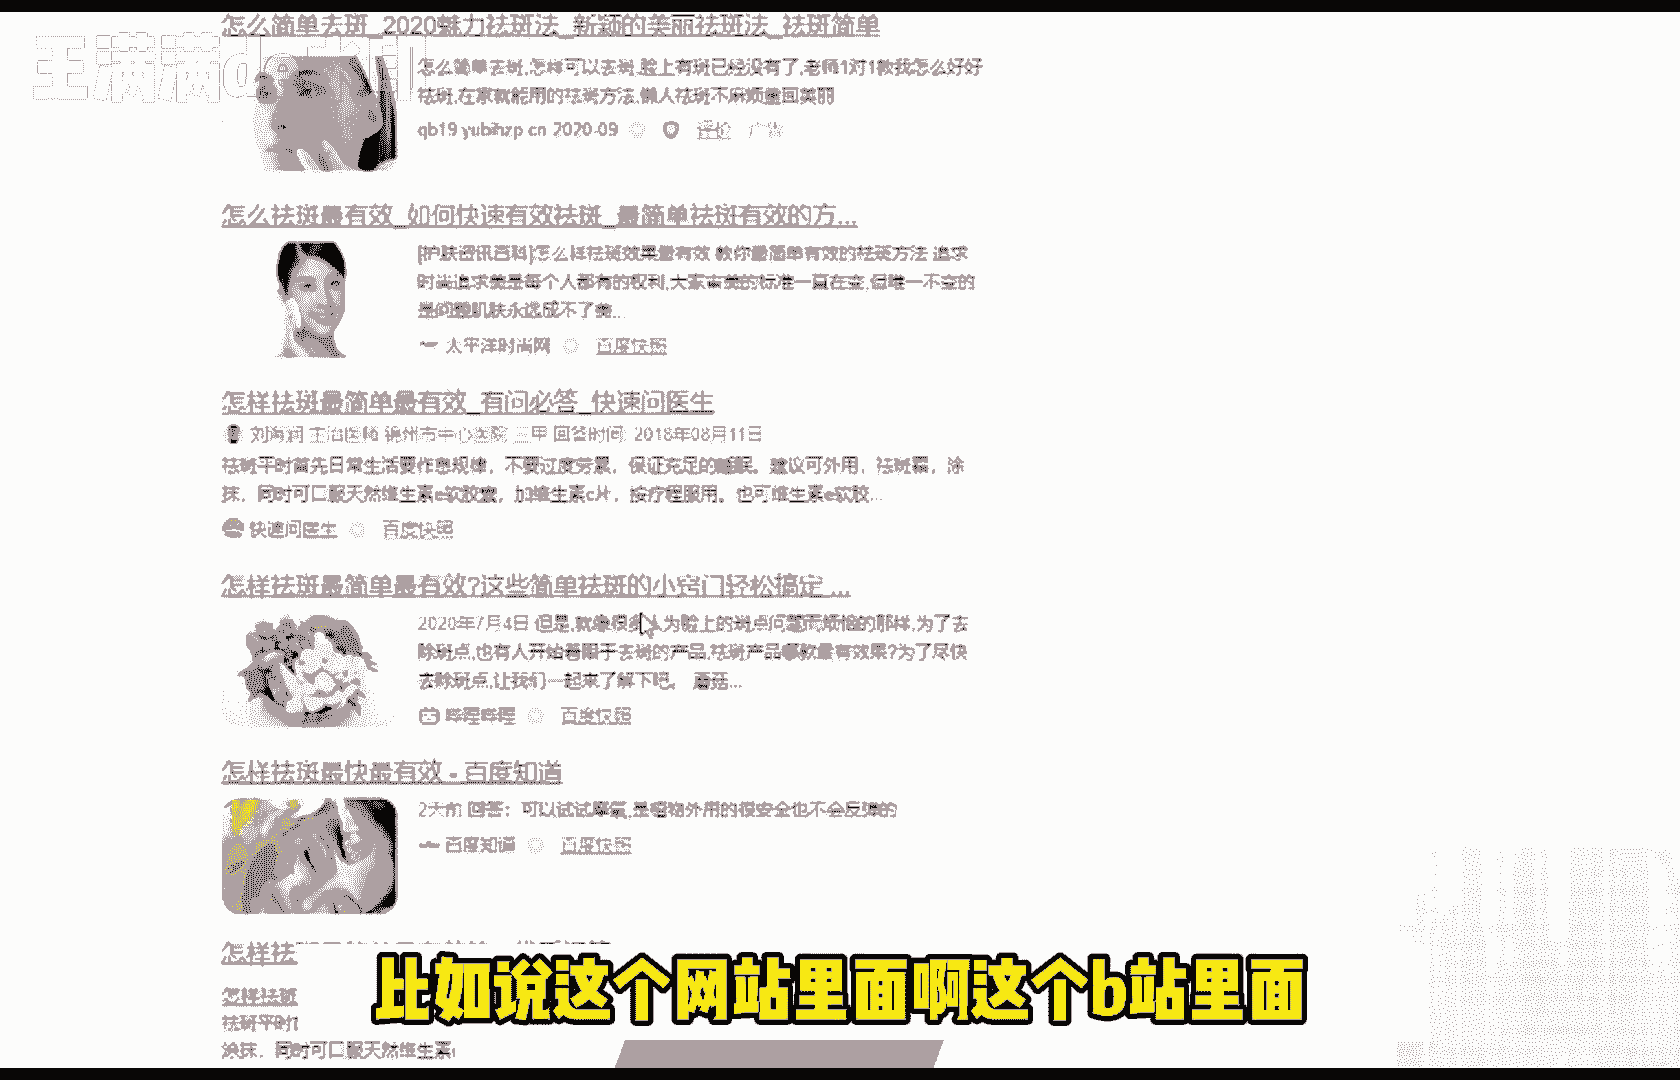 怎么简单去斑_2020魅力祛斑法_新颖的美丽祛斑法_祛斑简单
王满满de
怎么简单去斑,怎样可以去斑,脸上有斑已经没有了,老师1对1教我怎么好好
祛斑,在家就能用的祛斑方法,懒人祛斑不麻烦重回美丽
qb19 yubihzp cn 2020-09 评价 广告
怎么祛斑最有效_如何快速有效祛斑_最简单祛斑有效的方...
[护肤资讯百科]怎么样祛斑效果最有效 教你最简单有效的祛斑方法 追求
时尚追求美是每个人都有的权利,大家审美的标准一直在变,但唯一不变的
是问题肌肤永远成不了美...
太平洋时尚网 百度快照
怎样祛斑最简单最有效_有问必答_快速问医生
刘海润 主治医师 锦州市中心医院 三甲 回答时间: 2018年08月11日
祛斑平时首先日常生活要作息规律，不要过度劳累，保证充足的睡眠。建议可外用，祛斑霜，涂
抹．同时可口服天然维生素e软胶囊，加维生素c片，按疗程服用。也可维生素e软胶...
快速问医生 百度快照
怎样祛斑最简单最有效?这些简单祛斑的小窍门轻松搞定 ...
2020年7月4日 但是,就像很多人为脸上的斑点问题而烦恼的那样,为了去
除斑点,也有人开始着眼于去斑的产品,祛斑产品哪款最有效果?为了尽快
去除斑点,让我们一起来了解下吧。 蘑菇...
哔哩哔哩 百度快照
怎样祛斑最快最有效 - 百度知道
2天前 回答： 可以试试,是植物外用的很安全也不会反弹的
百度知道 百度快照
怎样祛
怎样祛斑
祛斑平时
涂抹．同时可口服天然维生素
比如说这个网站里面啊这个b站里面